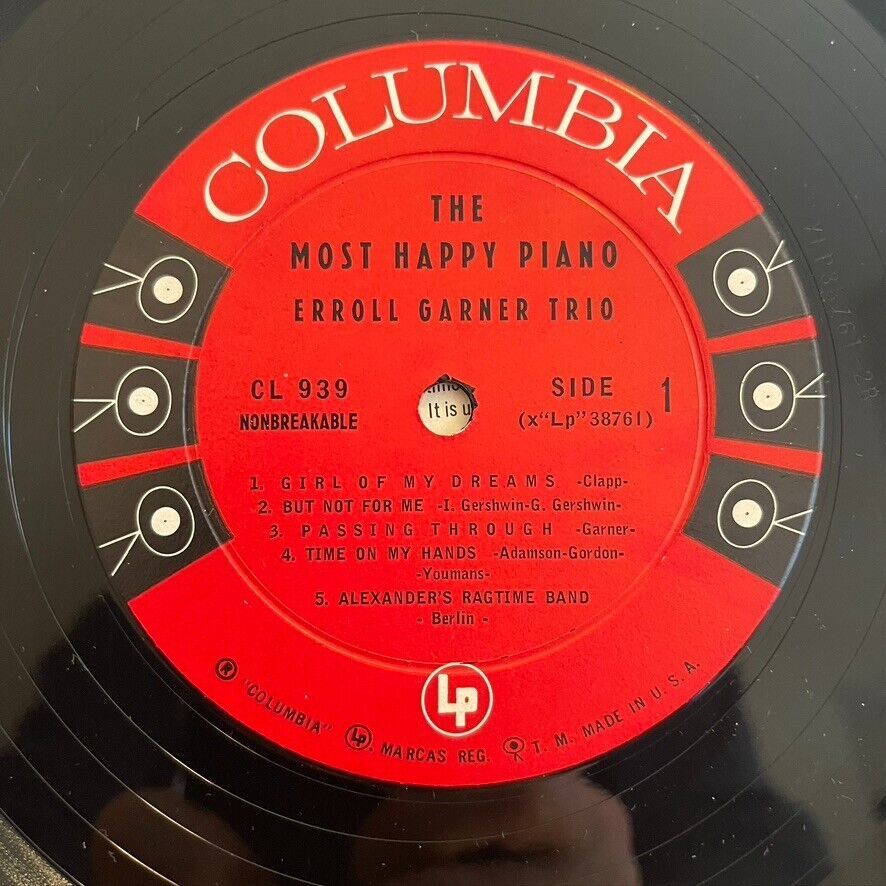 COLUMBIA
THE
MOST HAPPY PIANO
ERROLL GARNER TRIO
CL 939
NONBREAKABLE
It is u
SIDE 1
(x“Lp”38761)
1. GIRL OF MY DREAMS -Clapp-
2. BUT NOT FOR ME -I. Gershwin-G. Gershwin-
3. PASSING THROUGH -Garner-
4. TIME ON MY HANDS -Adamson-Gordon-
-Youmans-
5. ALEXANDER'S RAGTIME BAND
- Berlin -
Lp
® "COLUMBIA" Lp, MARCAS REG. T. M. MADE IN U. S. A.